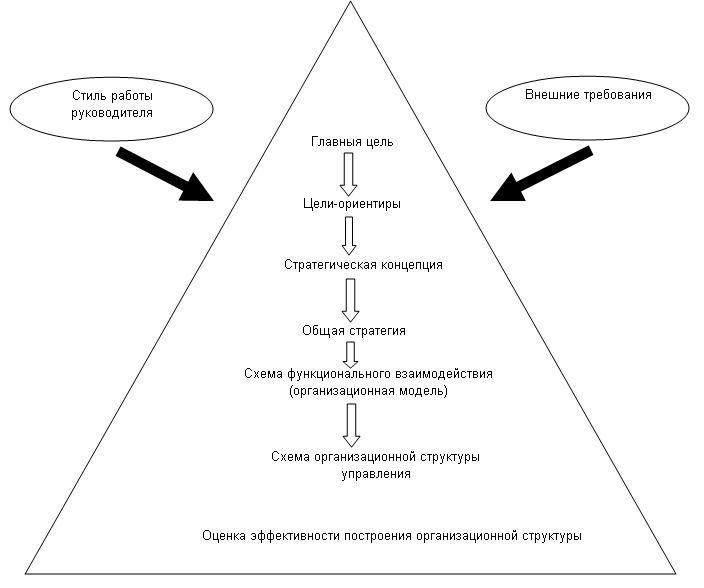 Стиль работы
руководителя
Внешние требования
Главныя цель
Цели-ориентиры
Стратегическая концепция
Общая стратегия
Схема функционального взаимодействия
(организационная модель)
Схема организационной структуры
управления
Оценка эффективности построения организационной структуры